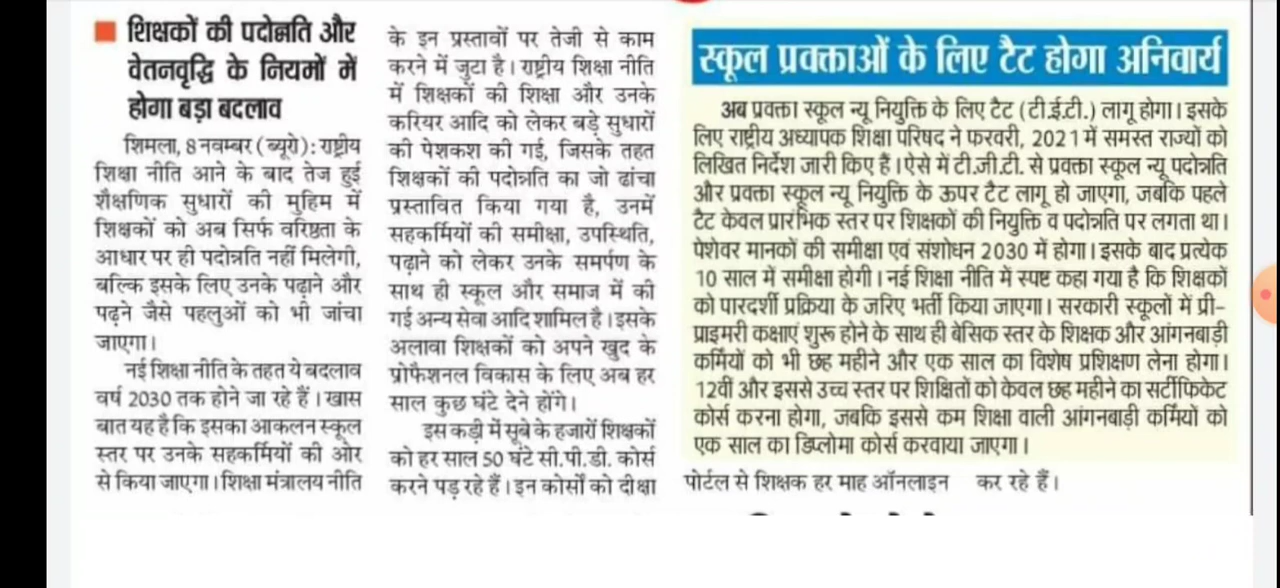 शिक्षकों की पदोन्नति और
वेतनवृद्धि के नियमों में
होगा बड़ा बदलाव
शिमला, 8 नवम्बर (ब्यूरो): राष्ट्रीय
शिक्षा नीति आने के बाद तेज हुई
शैक्षणिक सुधारों की मुहिम में
शिक्षकों को अब सिर्फ वरिष्ठता के
आधार पर ही पदोन्नति नहीं मिलेगी,
बल्कि इसके लिए उनके पढ़ाने और
पढ़ने जैसे पहलुओं को भी जांचा
जाएगा।
नई शिक्षा नीति के तहत ये बदलाव
वर्ष 2030 तक होने जा रहे हैं। खास
बात यह है कि इसका आकलन स्कूल
स्तर पर उनके सहकर्मियों की ओर
से किया जाएगा। शिक्षा मंत्रालय नीति
के इन प्रस्तावों पर तेजी से काम
करने में जुटा है। राष्ट्रीय शिक्षा नीति
में शिक्षकों की शिक्षा और उनके
करियर आदि को लेकर बड़े सुधारों
की पेशकश की गई, जिसके तहत
शिक्षकों की पदोन्नति का जो ढांचा
प्रस्तावित किया गया है, उनमें
सहकर्मियों की समीक्षा, उपस्थिति,
पढ़ाने को लेकर उनके समर्पण के
साथ ही स्कूल और समाज में की
गई अन्य सेवा आदि शामिल है। इसके
अलावा शिक्षकों को अपने खुद के
प्रोफैशनल विकास के लिए अब हर
साल कुछ घंटे देने होंगे।
इस कड़ी में सूबे के हजारों शिक्षकों
को हर साल 50 घंटे सी.पी.डी. कोर्स
करने पड़ रहे हैं। इन कोर्सों को दीक्षा
स्कूल प्रवक्ताओं के लिए टैट होगा अनिवार्य
अब प्रवक्ता स्कूल न्यू नियुक्ति के लिए टैट (टी.ई.टी.) लागू होगा। इसके
लिए राष्ट्रीय अध्यापक शिक्षा परिषद ने फरवरी, 2021 में समस्त राज्यों को
लिखित निर्देश जारी किए हैं। ऐसे में टी.जी.टी. से प्रवक्ता स्कूल न्यू पदोन्नति
और प्रवक्ता स्कूल न्यू नियुक्ति के ऊपर टैट लागू हो जाएगा, जबकि पहले
टैट केवल प्रारंभिक स्तर पर शिक्षकों की नियुक्ति व पदोन्नति पर लगता था।
पेशेवर मानकों की समीक्षा एवं संशोधन 2030 में होगा। इसके बाद प्रत्येक
10 साल में समीक्षा होगी। नई शिक्षा नीति में स्पष्ट कहा गया है कि शिक्षकों
को पारदर्शी प्रक्रिया के जरिए भर्ती किया जाएगा। सरकारी स्कूलों में प्री-
प्राइमरी कक्षाएं शुरू होने के साथ ही बेसिक स्तर के शिक्षक और आंगनबाड़ी
कर्मियों को भी छह महीने और एक साल का विशेष प्रशिक्षण लेना होगा।
12वीं और इससे उच्च स्तर पर शिक्षितों को केवल छह महीने का सर्टीफिकेट
कोर्स करना होगा, जबकि इससे कम शिक्षा वाली आंगनबाड़ी कर्मियों को
एक साल का डिप्लोमा कोर्स करवाया जाएगा।
पोर्टल से शिक्षक हर माह ऑनलाइन
कर रहे हैं।